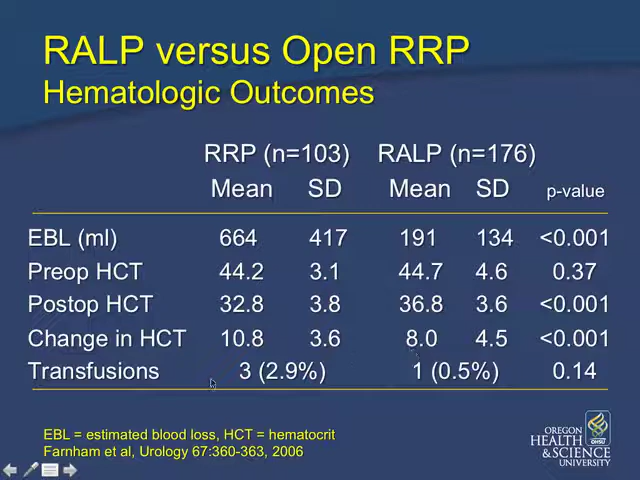 RALP versus Open RRP
Hematologic Outcomes
RRP (n=103) RALP (n=176)
Mean SD Mean SD p-value
EBL (ml) 664 417 191 134 <0.001
Preop HCT 44.2 3.1 44.7 4.6 0.37
Postop HCT 32.8 3.8 36.8 3.6 <0.001
Change in HCT 10.8 3.6 8.0 4.5 <0.001
Transfusions 3 (2.9%) 1 (0.5%) 0.14
EBL = estimated blood loss, HCT = hematocrit
Farnham et al, Urology 67:360-363, 2006
OHSU
OREGON
HEALTH
& SCIENCE
UNIVERSITY